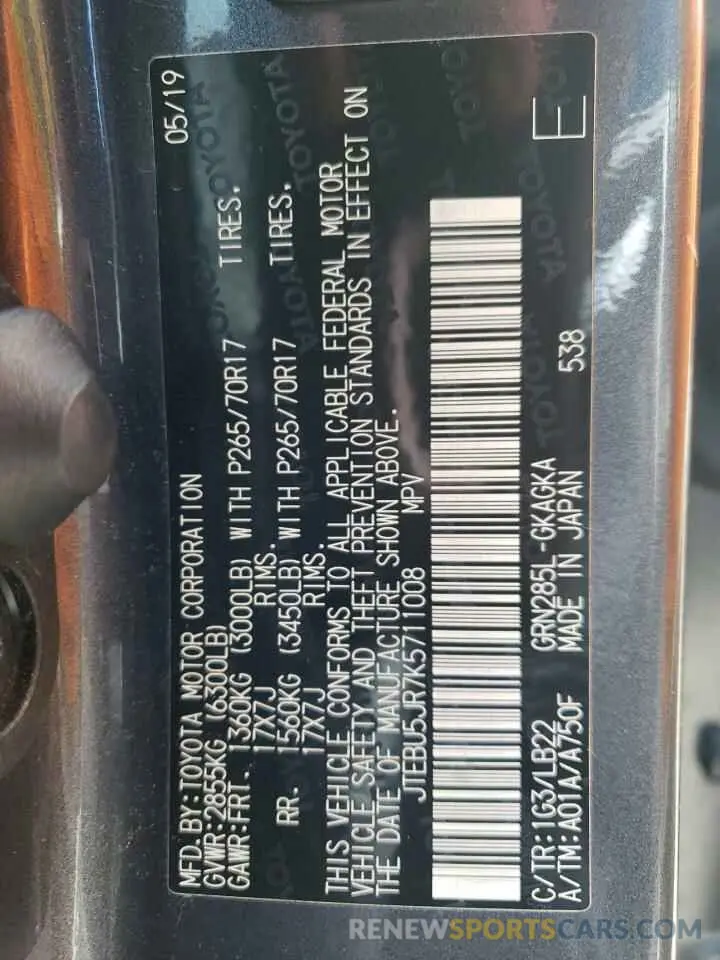 MFD. BY: TOYOTA MOTOR CORPORATION 05/19
GVWR: 2855KG (6300LB)
GAWR: FRT. 1360KG (3000LB) WITH P265/70R17 TIRES.
17X7J RIMS.
RR. 1560KG (3450LB) WITH P265/70R17 TIRES.
17X7J RIMS.
THIS VEHICLE CONFORMS TO ALL APPLICABLE FEDERAL MOTOR
VEHICLE SAFETY AND THEFT PREVENTION STANDARDS IN EFFECT ON
THE DATE OF MANUFACTURE SHOWN ABOVE.
JTEBU5JR7K5711008 MPV
C/TR: 1G3/LB22 GRN285L-GKAGKA
A/TM: A01A/A750F MADE IN JAPAN 538
E
RENEWSPORTSCARS.COM